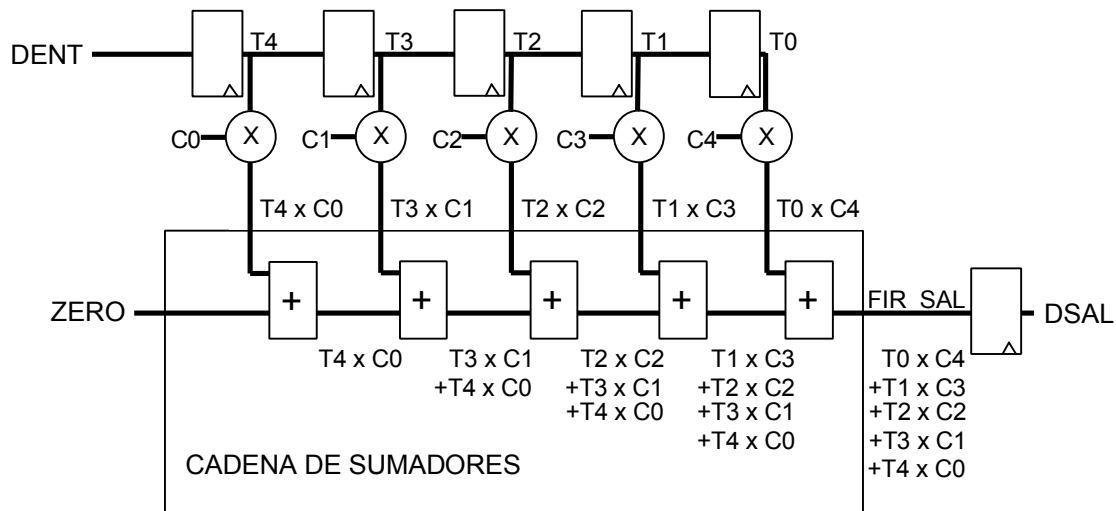 DENT T4 T3 T2 T1 T0
C0 X C1 X C2 X C3 X C4 X
T4 x C0 T3 x C1 T2 x C2 T1 x C3 T0 x C4
ZERO + + + + + FIR_SAL DSAL
T4 x C0 T3 x C1 T2 x C2 T1 x C3 T0 x C4
+T4 x C0 +T3 x C1 +T2 x C2 +T1 x C3
+T4 x C0 +T3 x C1 +T2 x C2
+T4 x C0 +T3 x C1
CADENA DE SUMADORES +T4 x C0